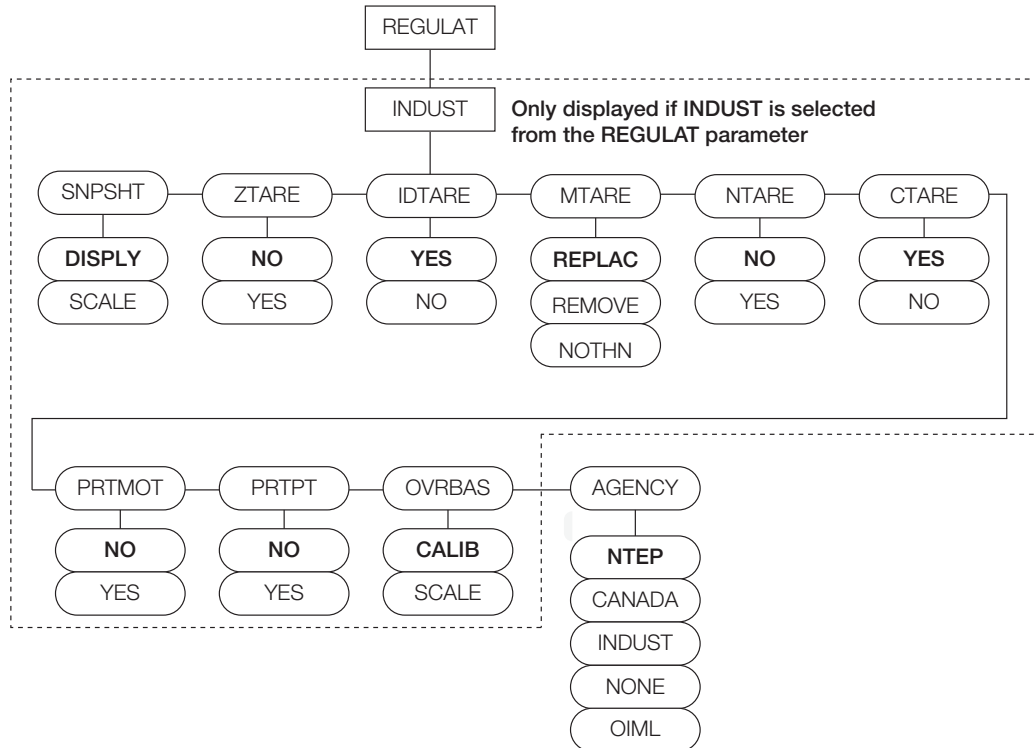 REGULAT
INDUST
Only displayed if INDUST is selected
from the REGULAT parameter
SNPSHT
ZTARE
IDTARE
MTARE
NTARE
CTARE
DISPLY
NO
YES
REPLAC
NO
YES
SCALE
YES
NO
REMOVE
YES
NO
NOTHN
PRTMOT
PRTPT
OVRBAS
AGENCY
NO
NO
CALIB
NTEP
YES
YES
SCALE
CANADA
INDUST
NONE
OIML